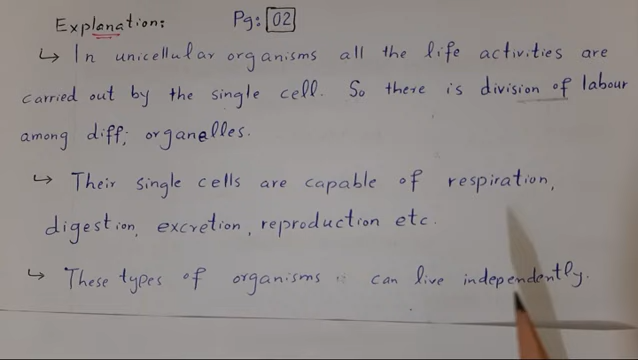 Explanation: Pg: 02
↳ In unicellular organisms all the life activities are
carried out by the single cell. So there is division of labour
among diff; organelles.
↳ Their single cells are capable of respiration,
digestion, excretion, reproduction etc.
↳ These types of organisms can live independently.